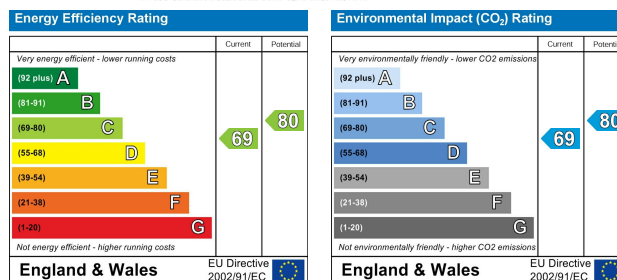 Energy Efficiency Rating
Current Potential
Very energy efficient - lower running costs
(92 plus) A
(81-91) B
(69-80) C
(55-68) D
(39-54) E
(21-38) F
(1-20) G
69
80
Not energy efficient - higher running costs
England & Wales
EU Directive
2002/91/EC
Environmental Impact (CO₂) Rating
Current Potenti
Very environmentally friendly - lower CO2 emissions
(92 plus) A
(81-91) B
(69-80) C
(55-68) D
(39-54) E
(21-38) F
(1-20) G
69
80
Not environmentally friendly - higher CO2 emissions
England & Wales
EU Directive
2002/91/EC